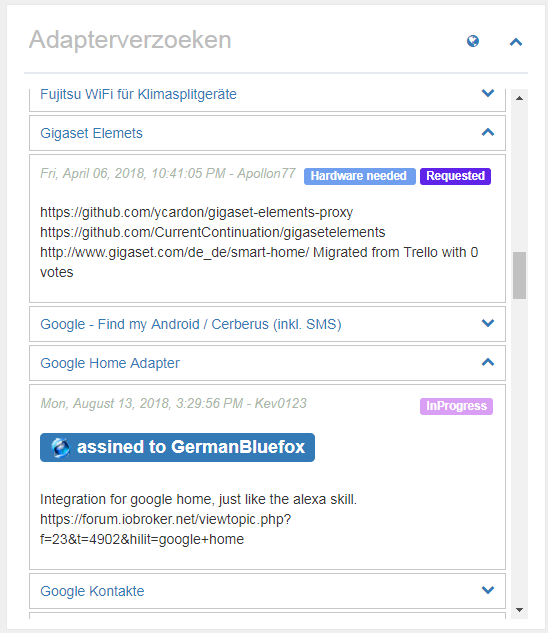 Adapterverzoeken
Fujitsu WiFi für Klimasplitgeräte
Gigaset Elemets
Fri, April 06, 2018, 10:41:05 PM - Apollon77 Hardware needed Requested
https://github.com/ycardon/gigaset-elements-proxy
https://github.com/CurrentContinuation/gigasetelements
http://www.gigaset.com/de_de/smart-home/ Migrated from Trello with 0
votes
Google - Find my Android / Cerberus (inkl. SMS)
Google Home Adapter
Mon, August 13, 2018, 3:29:56 PM - Kev0123 InProgress
assined to GermanBluefox
Integration for google home, just like the alexa skill.
https://forum.iobroker.net/viewtopic.php?
f=23&t=4902&hilit=google+home
Google Kontakte